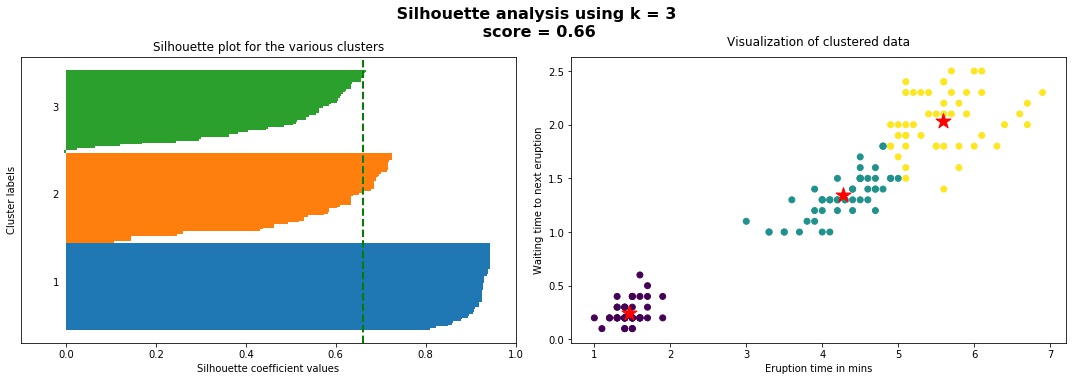 Silhouette analysis using k = 3
score = 0.66
Silhouette plot for the various clusters
Cluster labels
3
2
1
0.0 0.2 0.4 0.6 0.8 1.0
Silhouette coefficient values
Visualization of clustered data
Waiting time to next eruption
2.5
2.0
1.5
1.0
0.5
0.0
1 2 3 4 5 6 7
Eruption time in mins